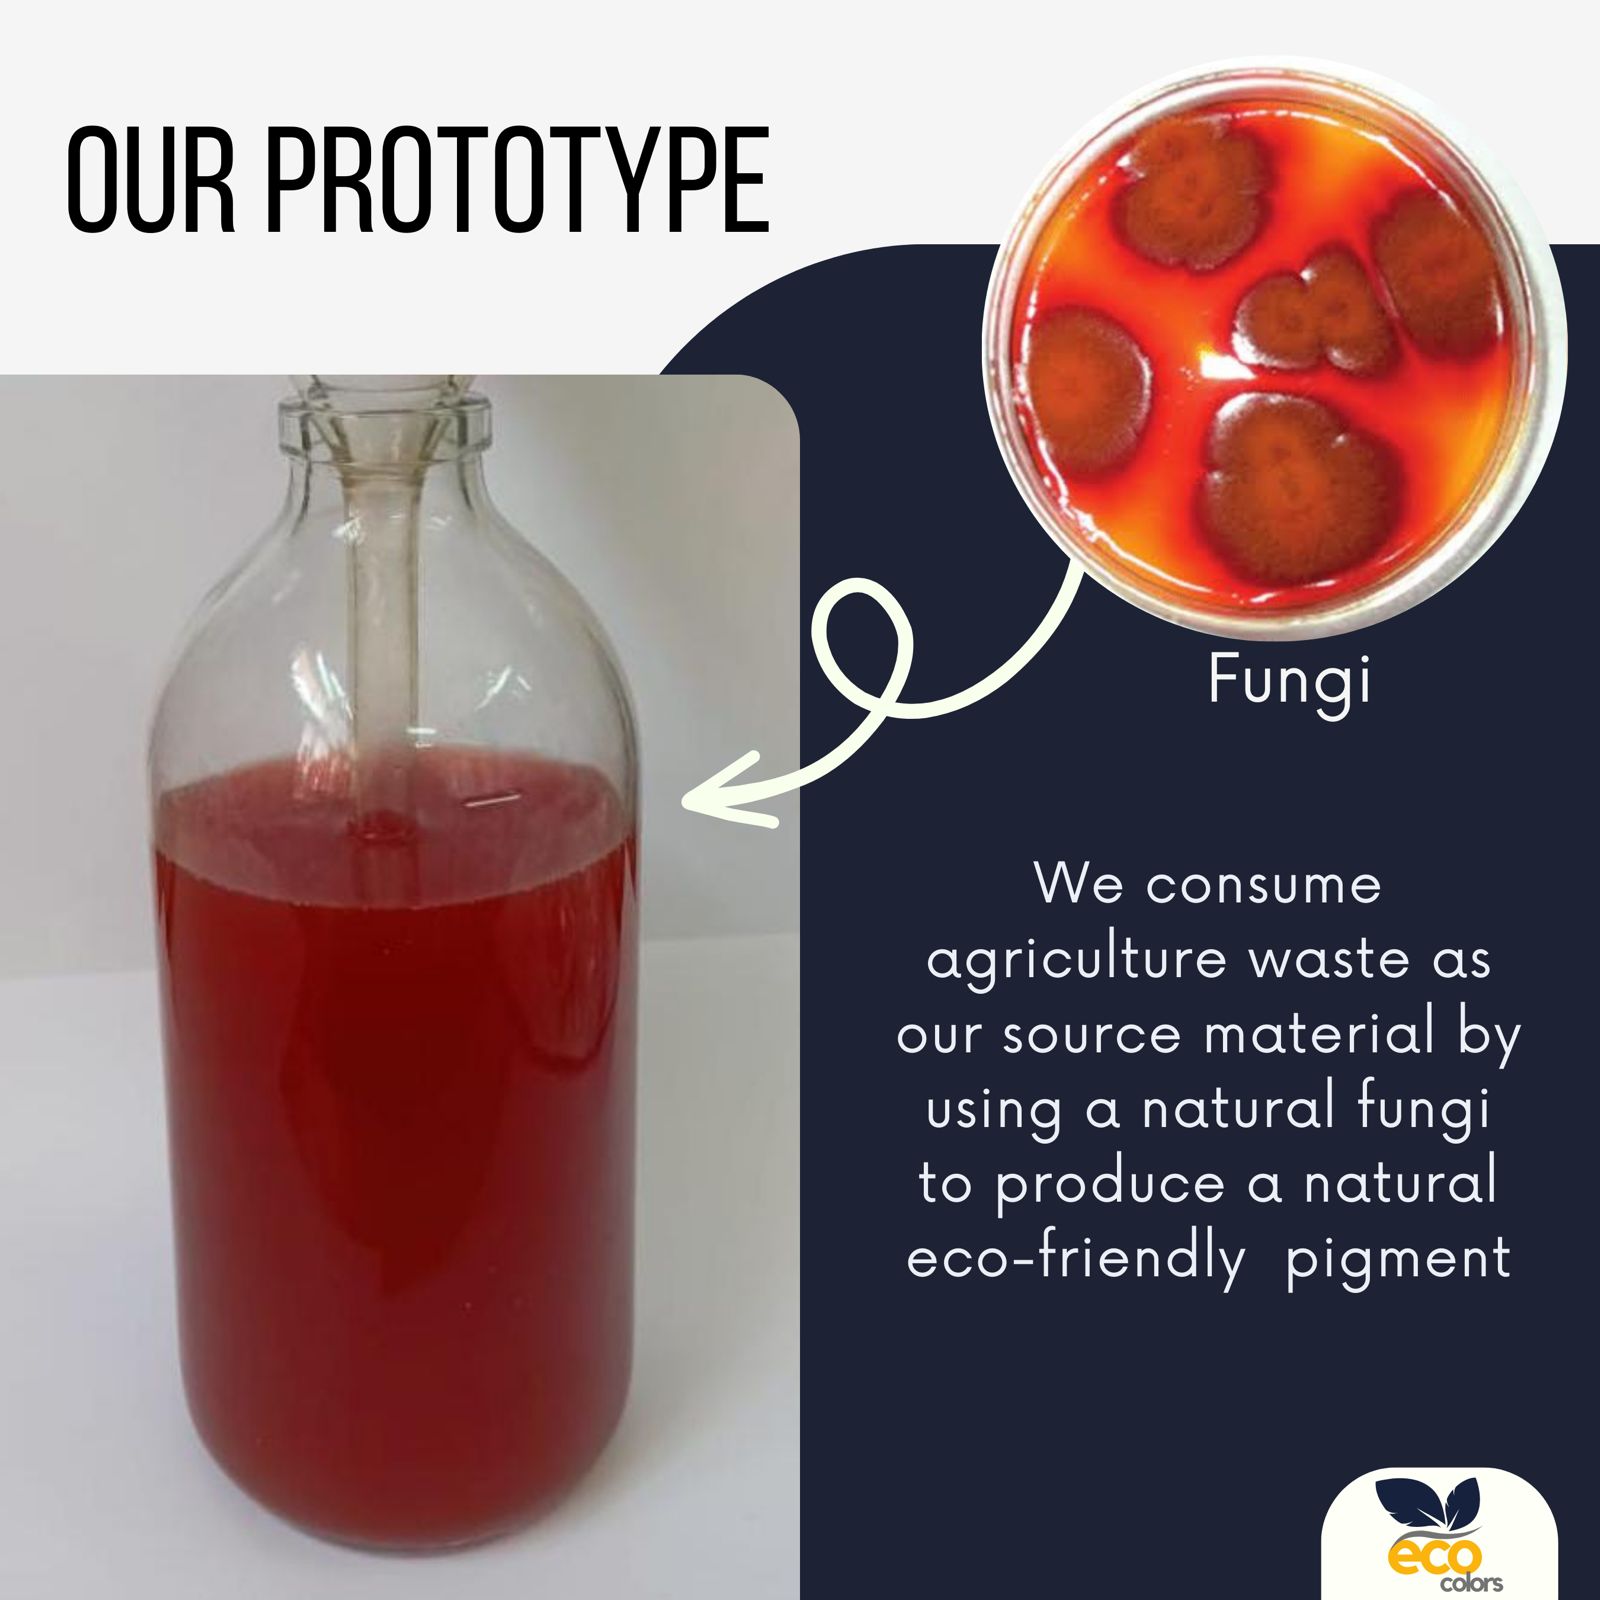 OUR PROTOTYPE
Fungi
We consume
agriculture waste as
our source material by
using a natural fungi
to produce a natural
eco-friendly  pigment
eco
colors